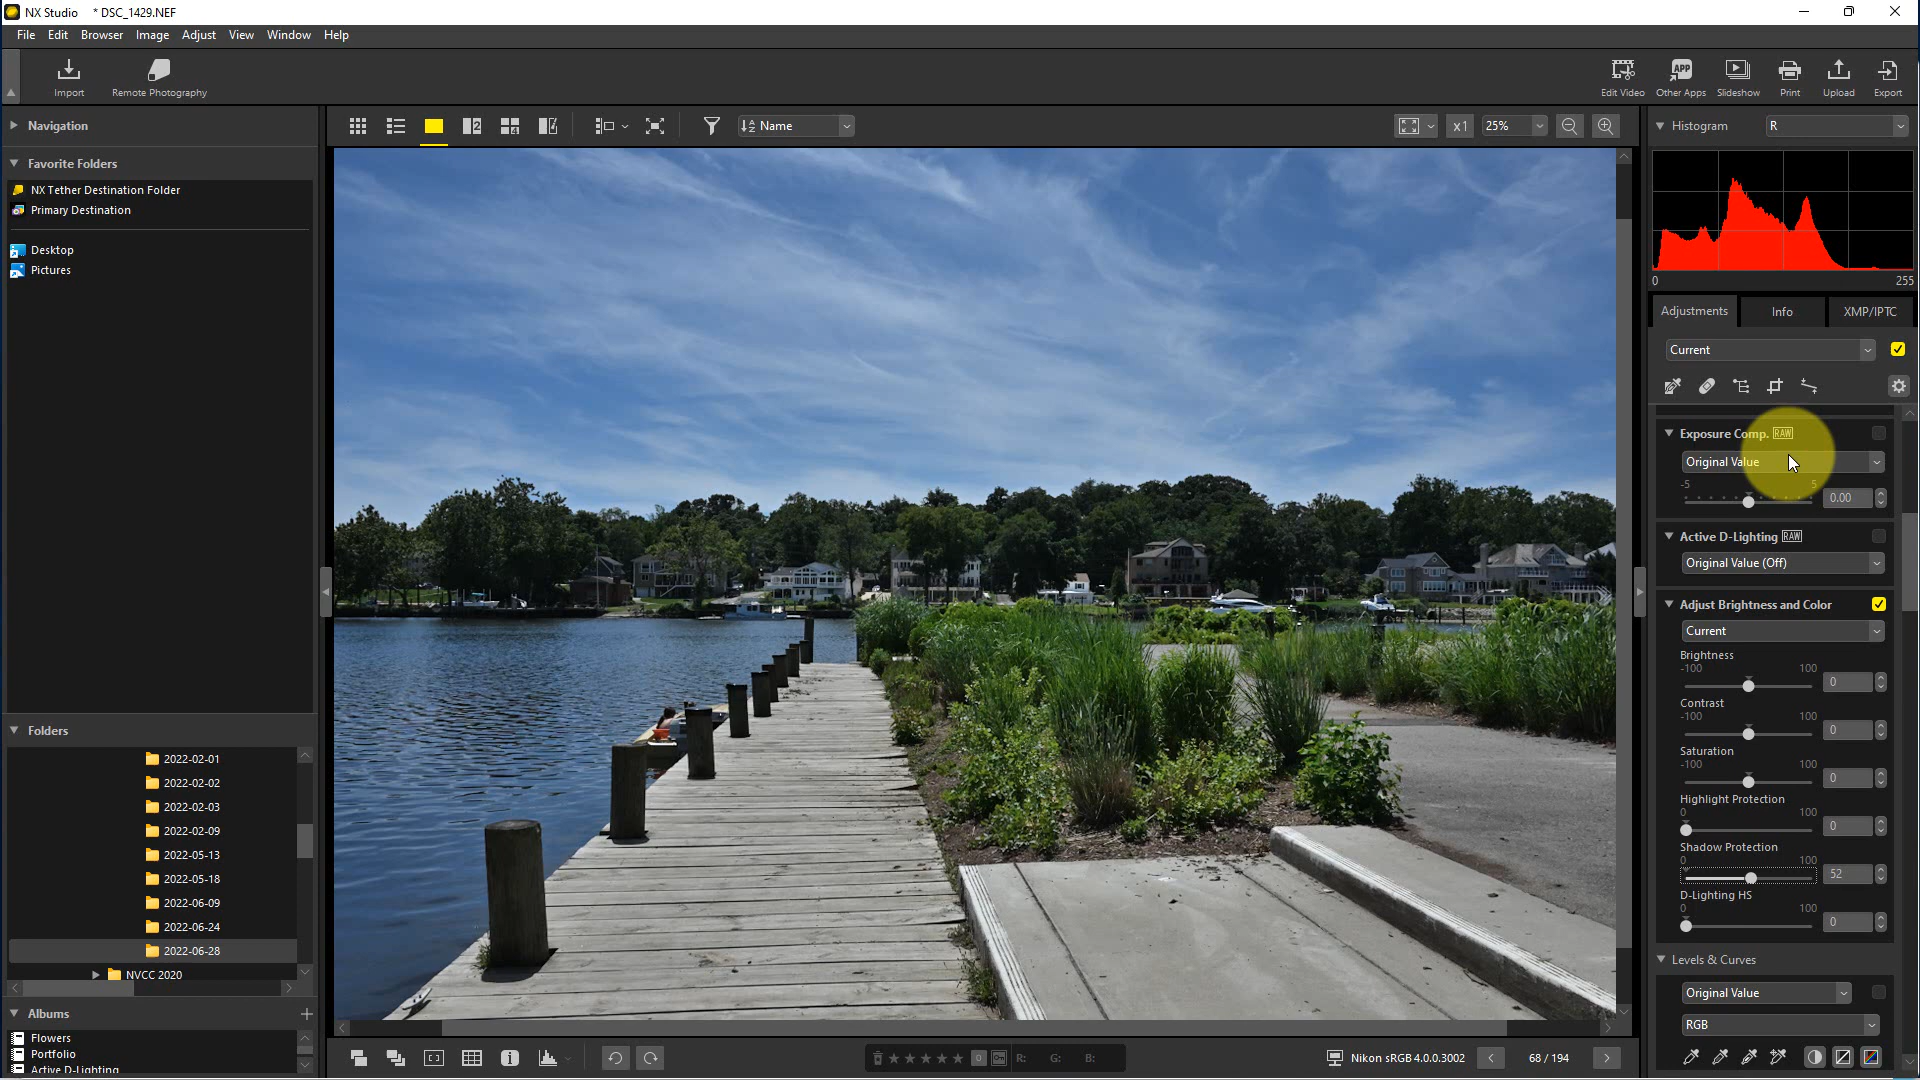 NX Studio * DSC_1429.NEF
File Edit Browser Image Adjust View Window Help
Import Remote Photography
Edit Video Other Apps Slideshow Print Upload Export
Navigation
Favorite Folders
NX Tether Destination Folder
Primary Destination
Desktop
Pictures
Folders
2022-02-01
2022-02-02
2022-02-03
2022-02-09
2022-05-13
2022-05-18
2022-06-09
2022-06-24
2022-06-28
NVCC 2020
Albums
Flowers
Portfolio
Active D-Lighting
Name
x1 25%
R: G: B:
Nikon sRGB 4.0.0.3002 68 / 194
Histogram R
0 255
Adjustments Info XMP/IPTC
Current
Exposure Comp. RAW
Original Value
-5 5
0.00
Active D-Lighting RAW
Original Value (Off)
Adjust Brightness and Color
Current
Brightness
-100 100
0
Contrast
-100 100
0
Saturation
-100 100
0
Highlight Protection
0 100
0
Shadow Protection
0 100
52
D-Lighting HS
0 100
0
Levels & Curves
Original Value
RGB